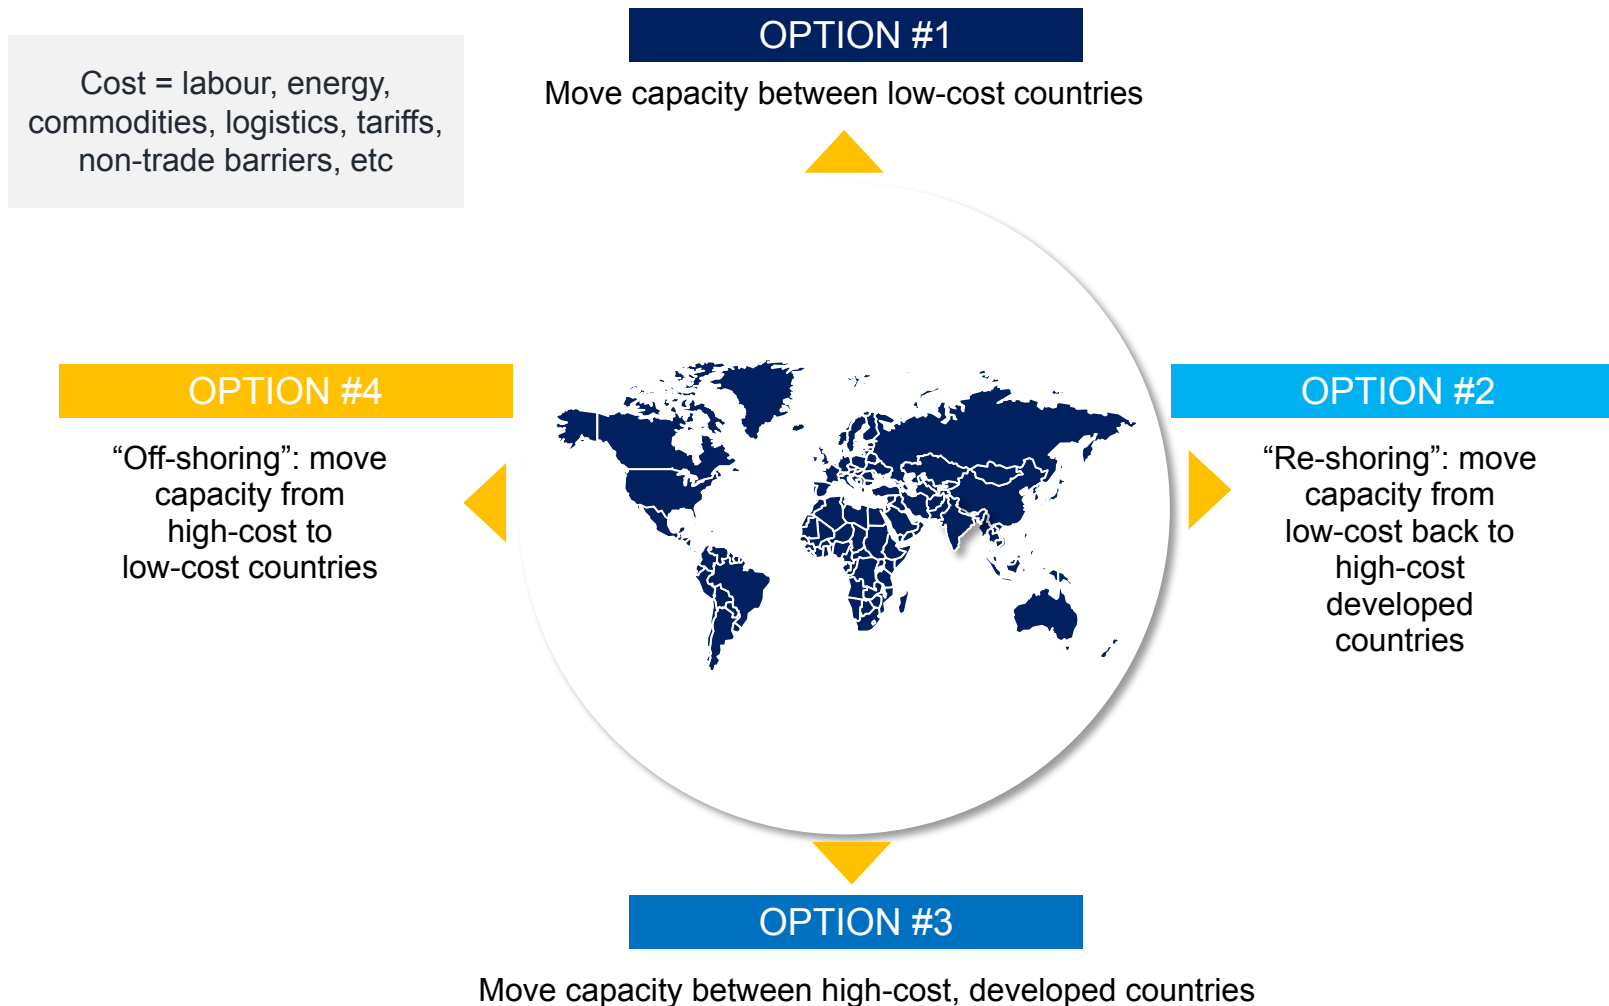 OPTION #1
Move capacity between low-cost countries
Cost = labour, energy,
commodities, logistics, tariffs,
non-trade barriers, etc
OPTION #4
“Off-shoring”: move
capacity from
high-cost to
low-cost countries
OPTION #2
“Re-shoring”: move
capacity from
low-cost back to
high-cost
developed
countries
OPTION #3
Move capacity between high-cost, developed countries